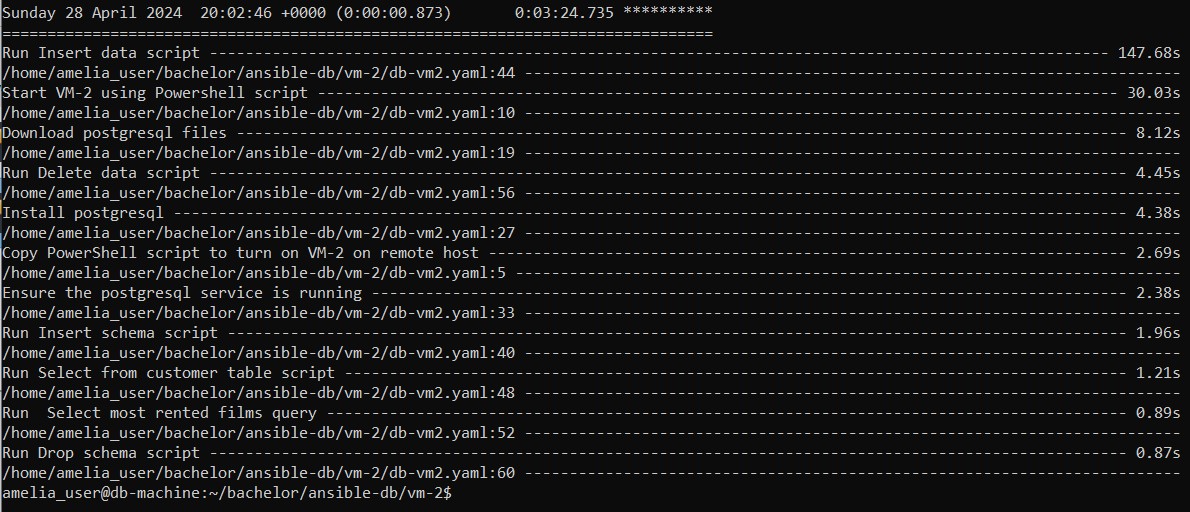 Sunday 28 April 2024  20:02:46 +0000 (0:00:00.873)       0:03:24.735 **********
===============================================================================
Run Insert data script ---------------------------------------------------------------------------------------------------- 147.68s
/home/amelia_user/bachelor/ansible-db/vm-2/db-vm2.yaml:44 -------------------------------------------------------------------------
Start VM-2 using Powershell script ----------------------------------------------------------------------------------------- 30.03s
/home/amelia_user/bachelor/ansible-db/vm-2/db-vm2.yaml:10 -------------------------------------------------------------------------
Download postgresql files --------------------------------------------------------------------------------------------------- 8.12s
/home/amelia_user/bachelor/ansible-db/vm-2/db-vm2.yaml:19 -------------------------------------------------------------------------
Run Delete data script ------------------------------------------------------------------------------------------------------ 4.45s
/home/amelia_user/bachelor/ansible-db/vm-2/db-vm2.yaml:56 -------------------------------------------------------------------------
Install postgresql ---------------------------------------------------------------------------------------------------------- 4.38s
/home/amelia_user/bachelor/ansible-db/vm-2/db-vm2.yaml:27 -------------------------------------------------------------------------
Copy PowerShell script to turn on VM-2 on remote host ----------------------------------------------------------------------- 2.69s
/home/amelia_user/bachelor/ansible-db/vm-2/db-vm2.yaml:5 --------------------------------------------------------------------------
Ensure the postgresql service is running ------------------------------------------------------------------------------------ 2.38s
/home/amelia_user/bachelor/ansible-db/vm-2/db-vm2.yaml:33 -------------------------------------------------------------------------
Run Insert schema script ---------------------------------------------------------------------------------------------------- 1.96s
/home/amelia_user/bachelor/ansible-db/vm-2/db-vm2.yaml:40 -------------------------------------------------------------------------
Run Select from customer table script --------------------------------------------------------------------------------------- 1.21s
/home/amelia_user/bachelor/ansible-db/vm-2/db-vm2.yaml:48 -------------------------------------------------------------------------
Run  Select most rented films query ----------------------------------------------------------------------------------------- 0.89s
/home/amelia_user/bachelor/ansible-db/vm-2/db-vm2.yaml:52 -------------------------------------------------------------------------
Run Drop schema script ------------------------------------------------------------------------------------------------------ 0.87s
/home/amelia_user/bachelor/ansible-db/vm-2/db-vm2.yaml:60 -------------------------------------------------------------------------
amelia_user@db-machine:~/bachelor/ansible-db/vm-2$